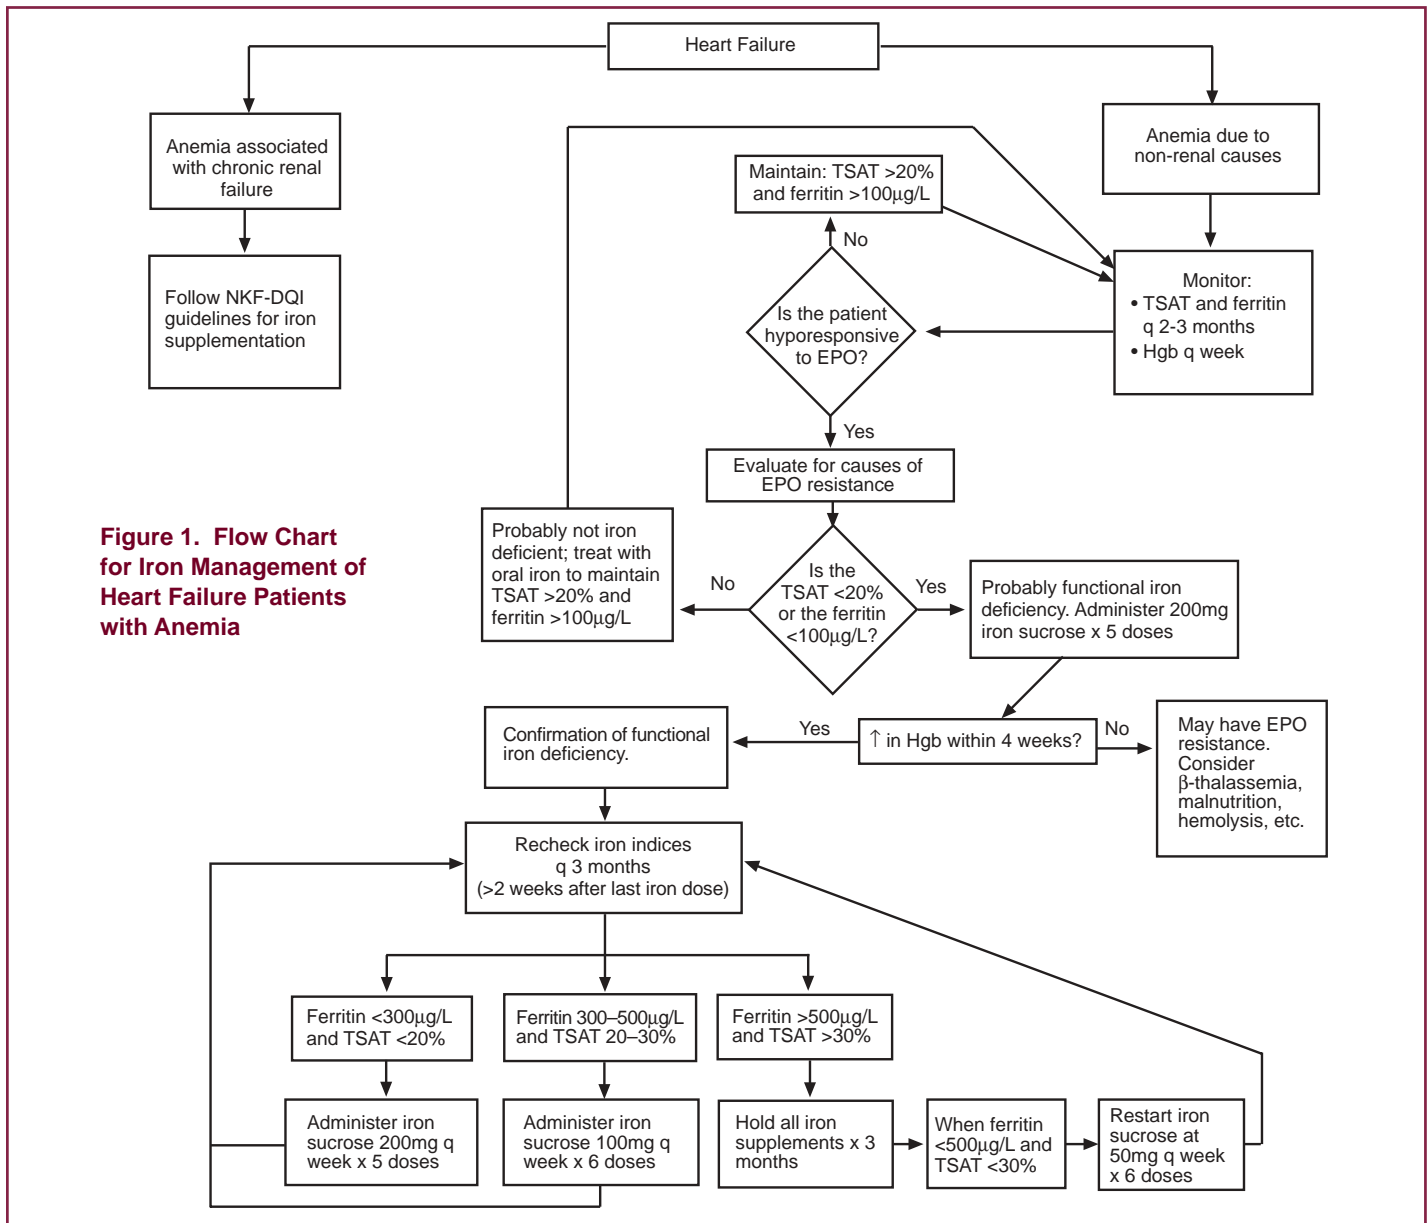 Heart Failure
Anemia associated
with chronic renal
failure
Follow NKF-DQI
guidelines for iron
supplementation
Anemia due to
non-renal causes
Maintain: TSAT >20%
and ferritin >100µg/L
No
Monitor:
• TSAT and ferritin
q 2-3 months
• Hgb q week
Is the patient
hyporesponsive
to EPO?
Yes
Evaluate for causes of
EPO resistance
Figure 1. Flow Chart
for Iron Management of
Heart Failure Patients
with Anemia
Probably not iron
deficient; treat with
oral iron to maintain
TSAT >20% and
ferritin >100µg/L
No
Is the
TSAT <20%
or the ferritin
<100µg/L?
Yes
Probably functional iron
deficiency. Administer 200mg
iron sucrose x 5 doses
Confirmation of functional
iron deficiency.
Yes
↑ in Hgb within 4 weeks?
No
May have EPO
resistance.
Consider
β-thalassemia,
malnutrition,
hemolysis, etc.
Recheck iron indices
q 3 months
(>2 weeks after last iron dose)
Ferritin <300µg/L
and TSAT <20%
Ferritin 300–500µg/L
and TSAT 20–30%
Ferritin >500µg/L
and TSAT >30%
Administer iron
sucrose 200mg q
week x 5 doses
Administer iron
sucrose 100mg q
week x 6 doses
Hold all iron
supplements x 3
months
When ferritin
<500µg/L and
TSAT <30%
Restart iron
sucrose at
50mg q week
x 6 doses